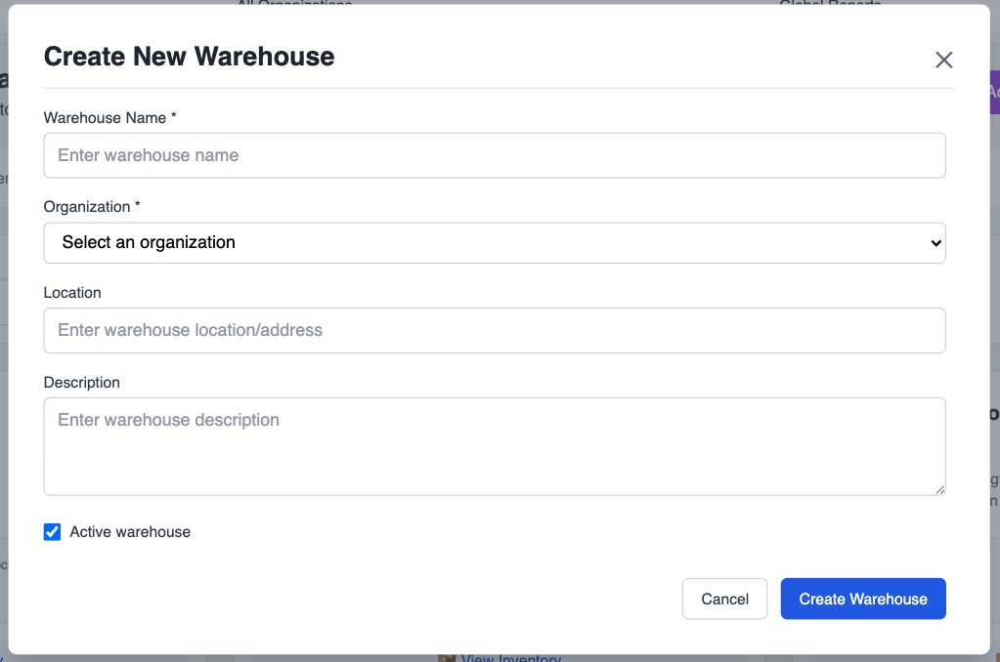 All Organizations
Global Reports
Create New Warehouse
Warehouse Name *
Enter warehouse name
Organization *
Select an organization
Location
Enter warehouse location/address
Description
Enter warehouse description
Active warehouse
Cancel
Create Warehouse
View Inventory